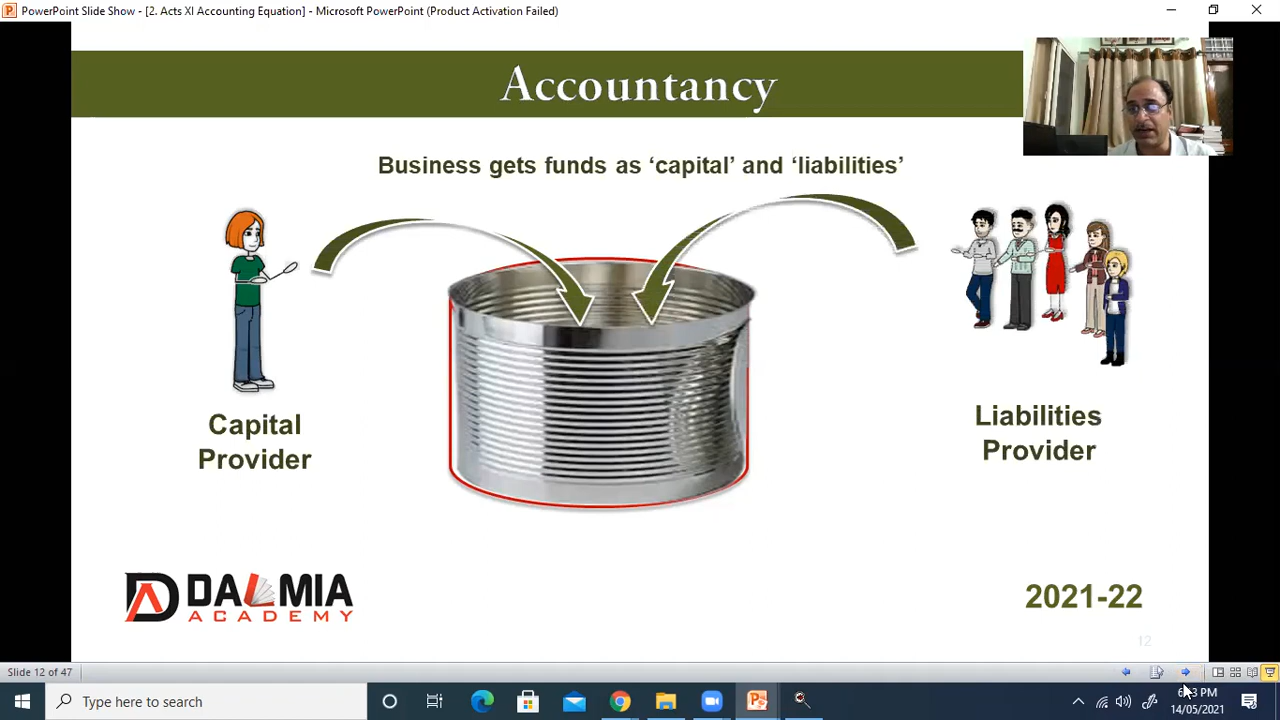 PowerPoint Slide Show - [2. Acts XI Accounting Equation] - Microsoft PowerPoint (Product Activation Failed)
Accountancy
Business gets funds as ‘capital’ and ‘liabilities’
Capital
Provider
Liabilities
Provider
DALMIA
ACADEMY
2021-22
12
Slide 12 of 47
Type here to search
PM
14/05/2021